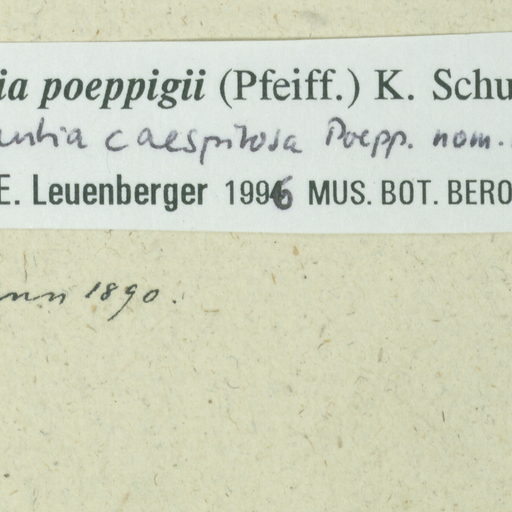 ia poeppigii (Pfeiff.) K. Schu
untia caespitosa Poepp. nom.
E. Leuenberger 1996 MUS. BOT. BERO
nn 1890.